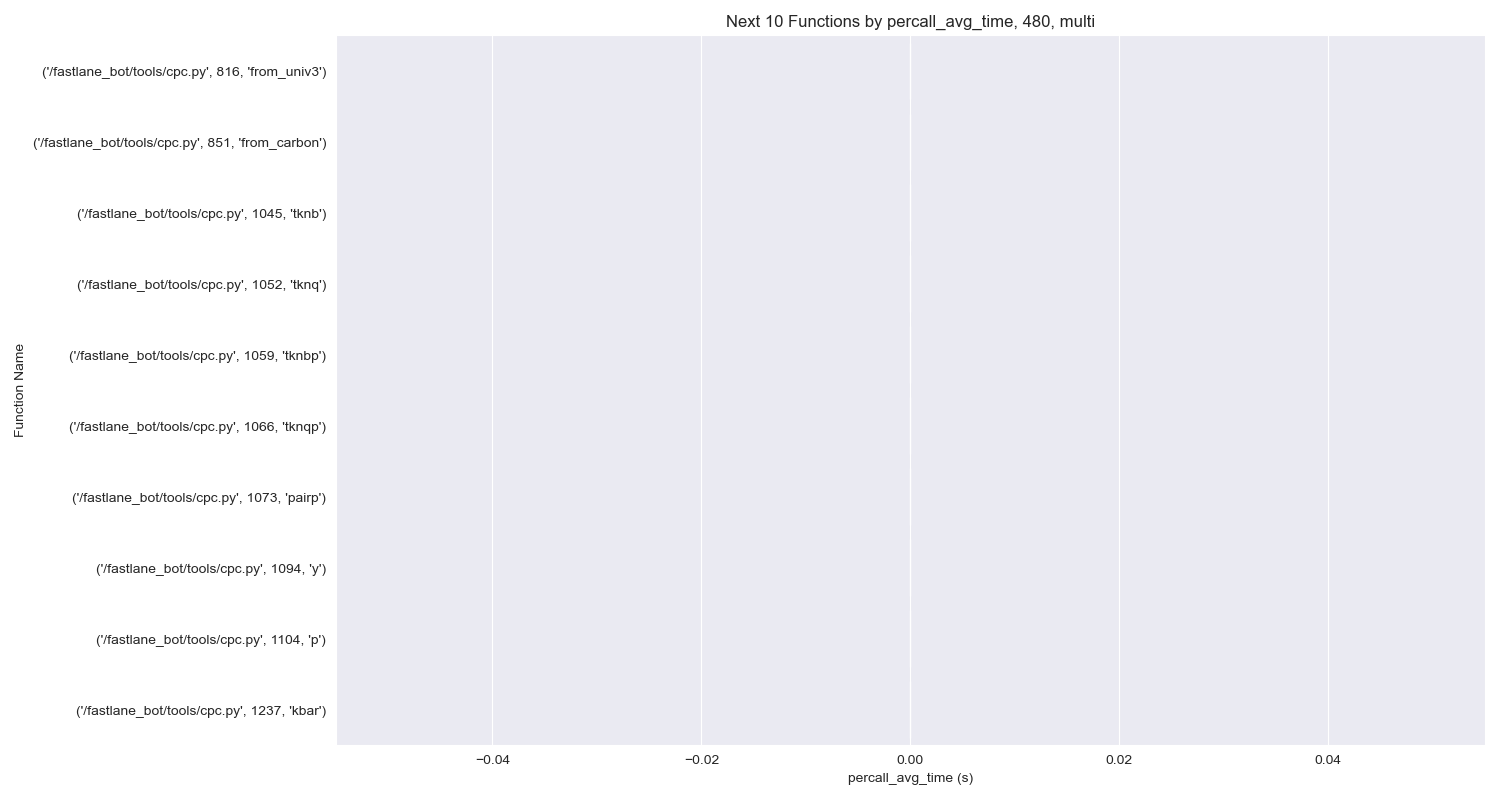 Next 10 Functions by percall_avg_time, 480, multi
('/fastlane_bot/tools/cpc.py', 816, 'from_univ3')
('/fastlane_bot/tools/cpc.py', 851, 'from_carbon')
('/fastlane_bot/tools/cpc.py', 1045, 'tknb')
('/fastlane_bot/tools/cpc.py', 1052, 'tknq')
('/fastlane_bot/tools/cpc.py', 1059, 'tknbp')
('/fastlane_bot/tools/cpc.py', 1066, 'tknqp')
('/fastlane_bot/tools/cpc.py', 1073, 'pairp')
('/fastlane_bot/tools/cpc.py', 1094, 'y')
('/fastlane_bot/tools/cpc.py', 1104, 'p')
('/fastlane_bot/tools/cpc.py', 1237, 'kbar')
Function Name
−0.04 −0.02 0.00 0.02 0.04
percall_avg_time (s)